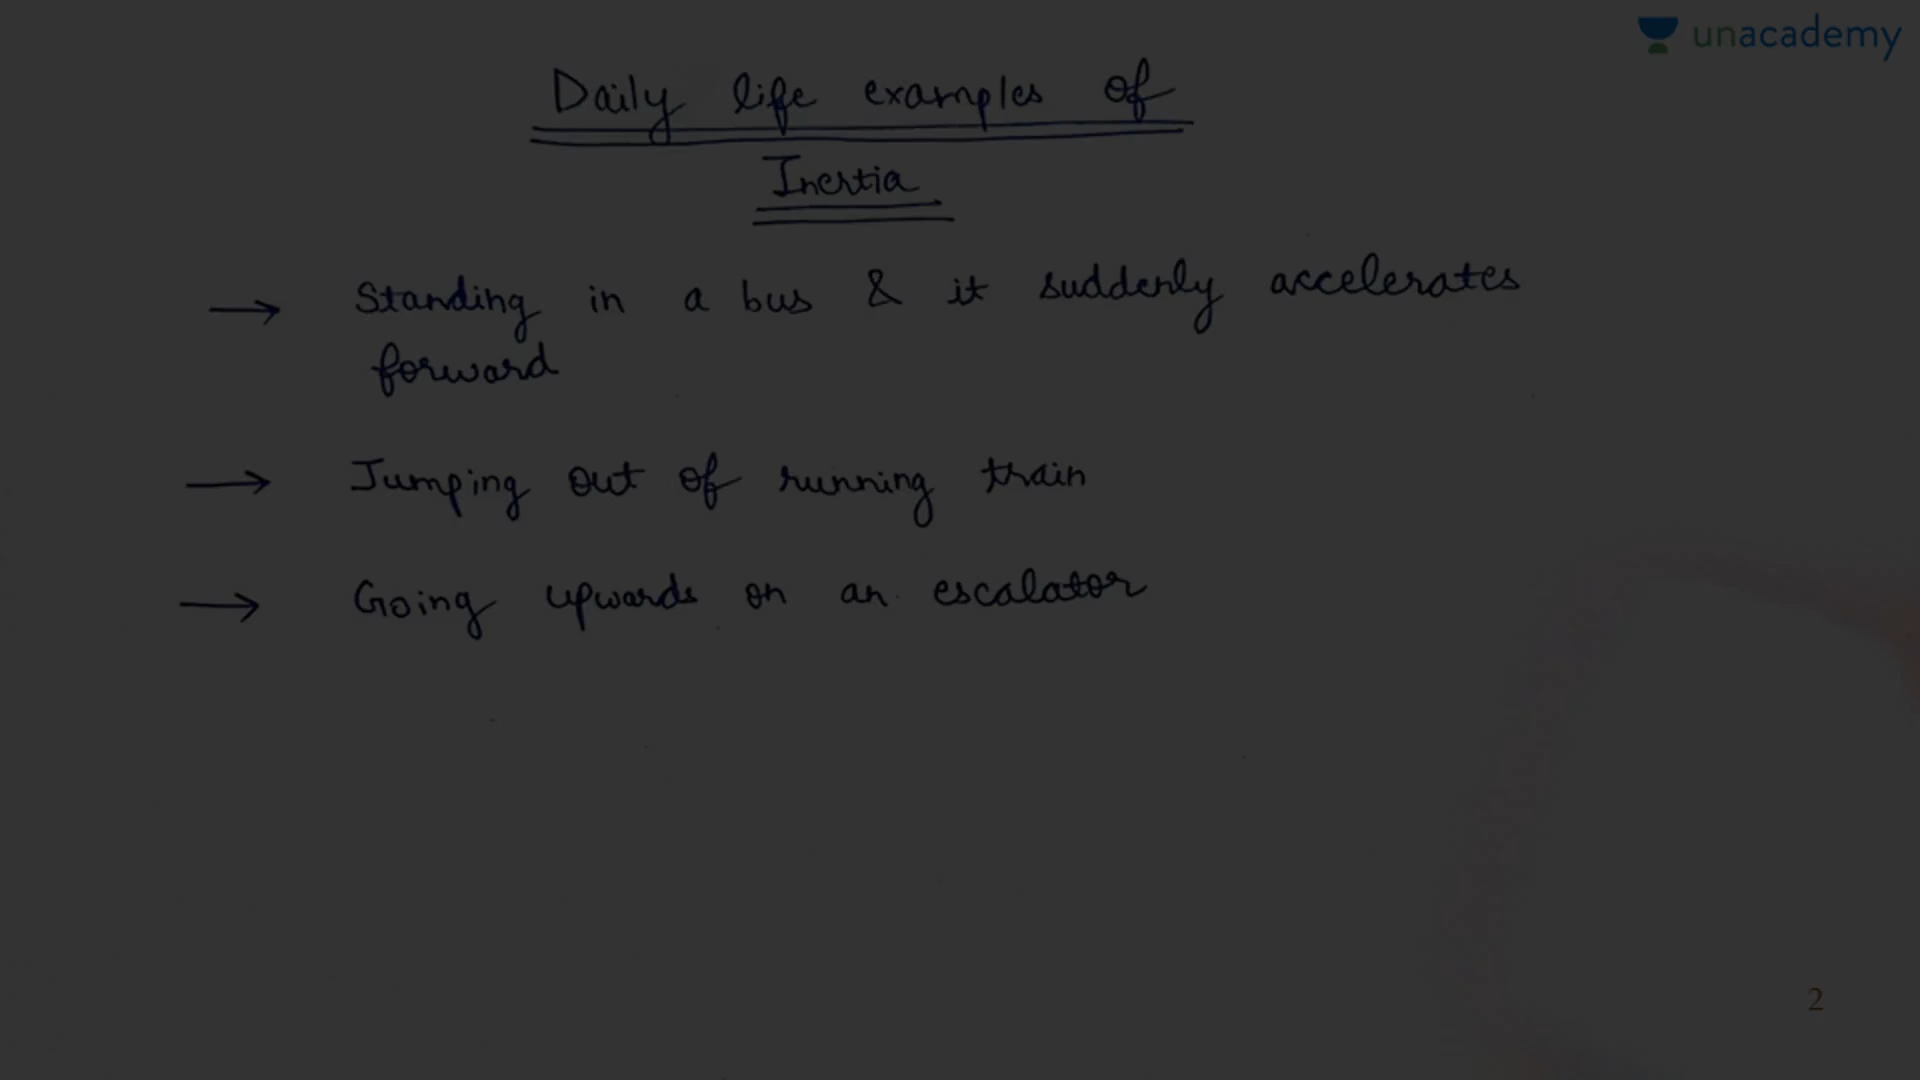 unacademy
Daily life examples of
Inertia
→ Standing in a bus & it suddenly accelerates
forward
→ Jumping out of running train
→ Going upwards on an escalator
2